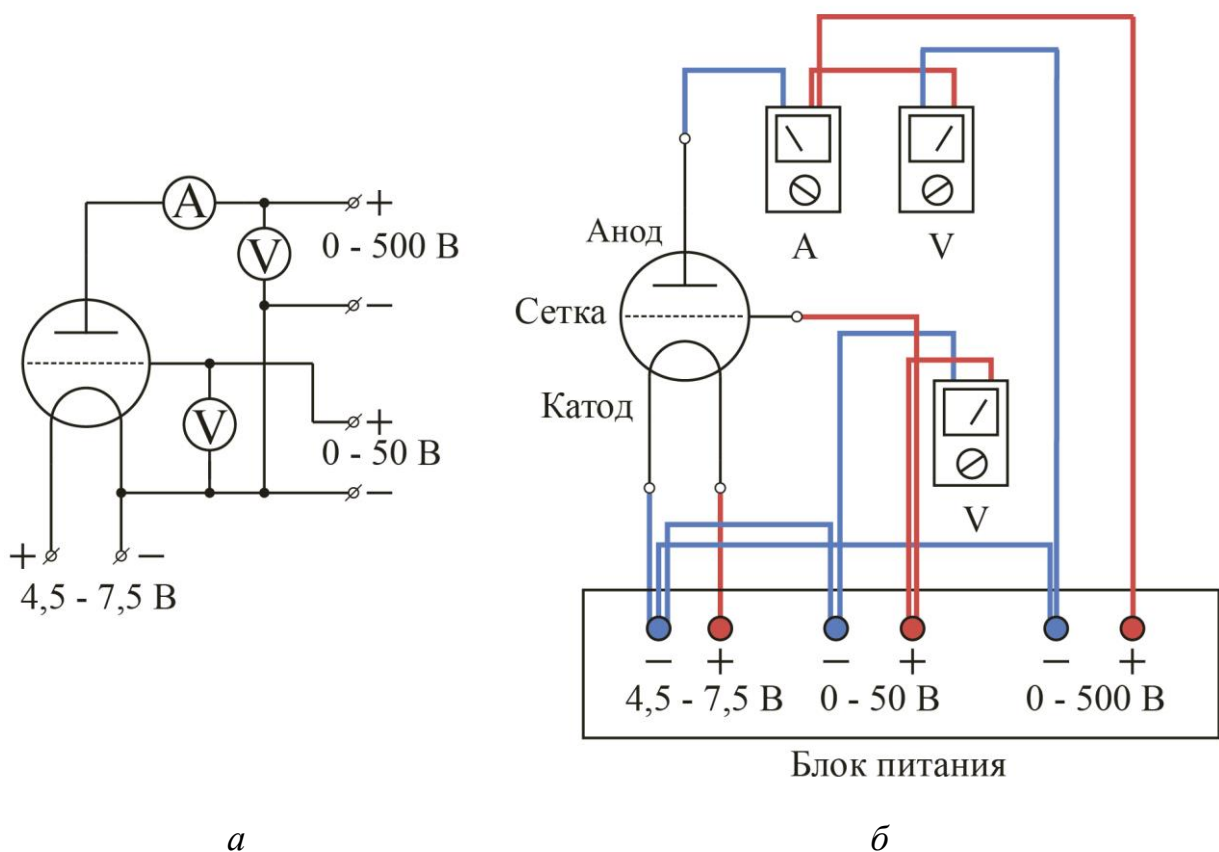 A
+
V
0 - 500 В
−
V
+
0 - 50 В
−
+ −
4,5 - 7,5 В
а
A
V
Анод
Сетка
Катод
V
− + − + − +
4,5 - 7,5 В 0 - 50 В 0 - 500 В
Блок питания
б